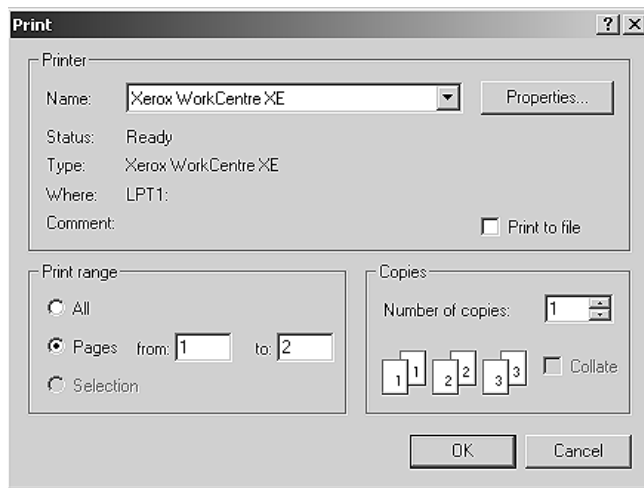 Print
Printer
Name: Xerox WorkCentre XE Properties...
Status: Ready
Type: Xerox WorkCentre XE
Where: LPT1:
Comment: Print to file
Print range
All
Pages from: 1 to: 2
Selection
Copies
Number of copies: 1
1 1 2 2 3 3 Collate
OK Cancel